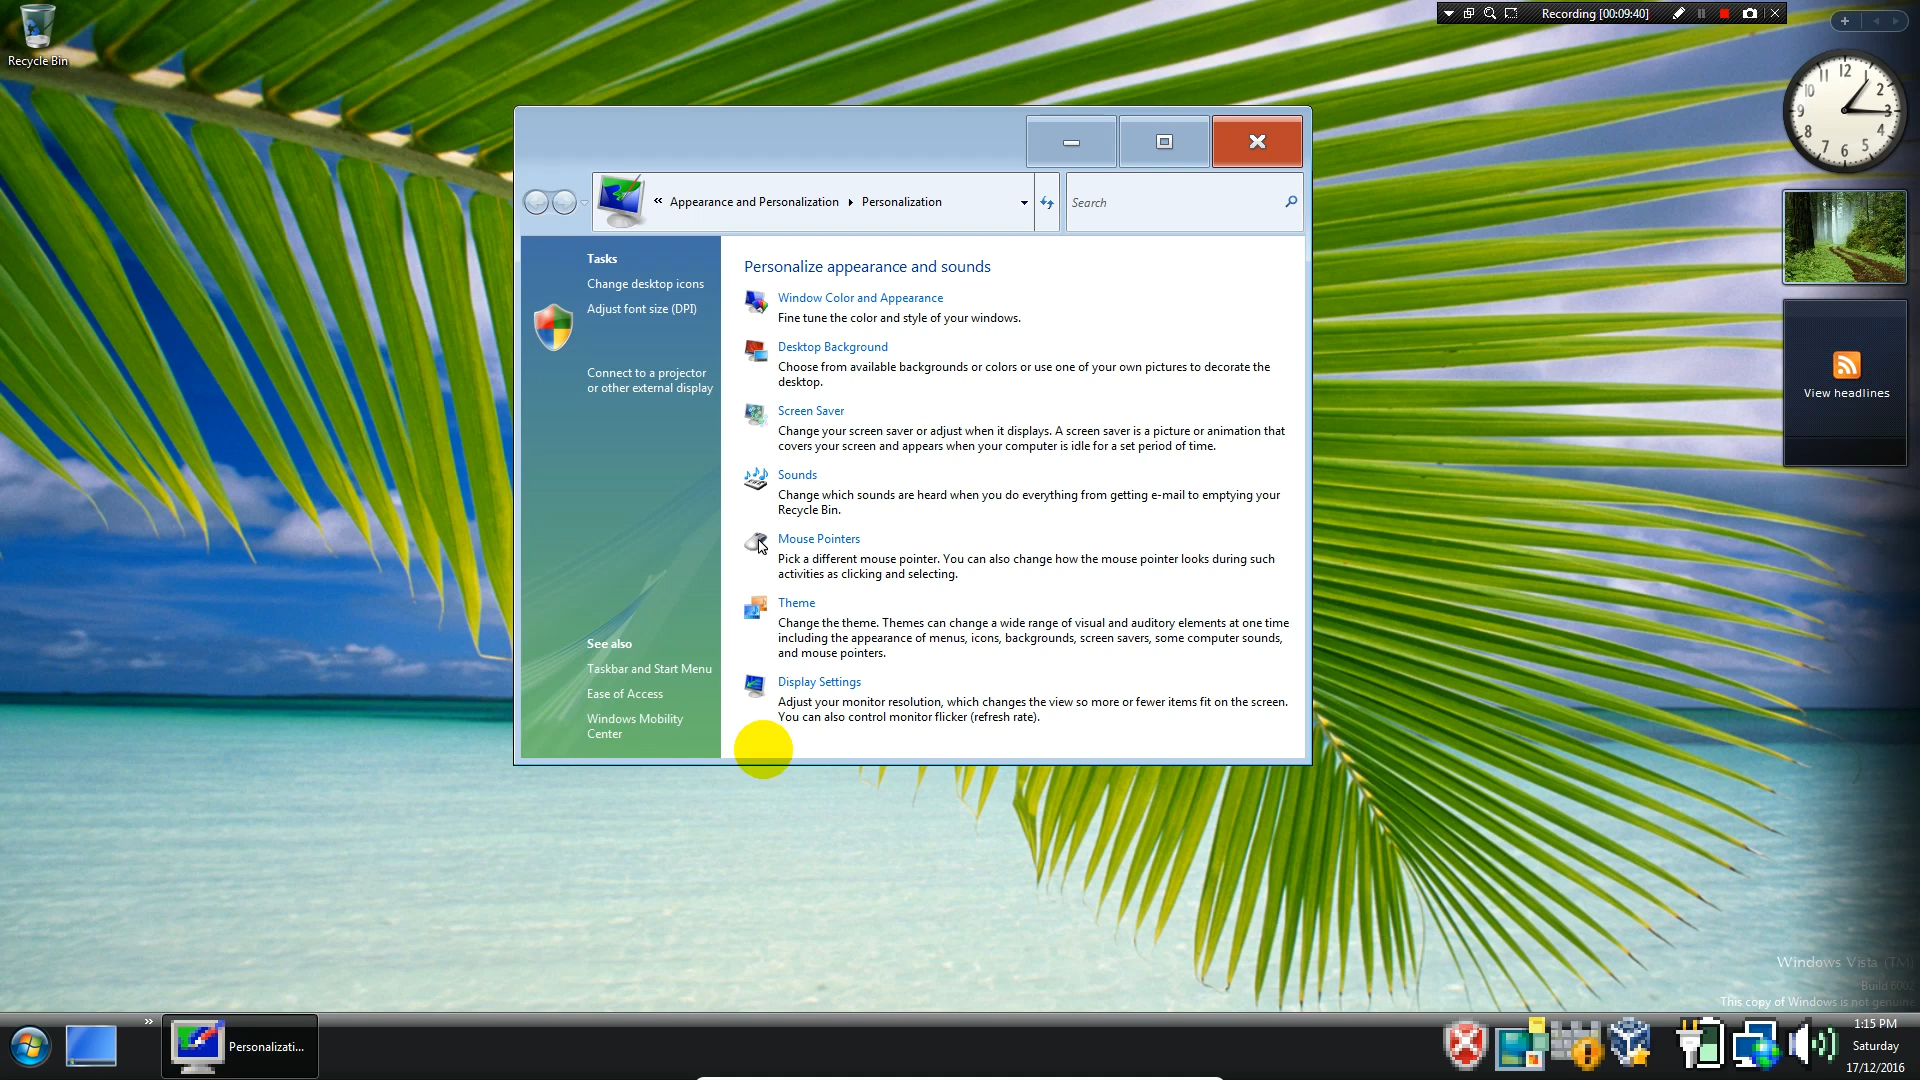 Recycle Bin
Recording [00:09:40]
12
11
2
10
9
3
8
4
7
6
5
Appearance and Personalization
Personalization
Search
Tasks
Change desktop icons
Adjust font size (DPI)
Connect to a projector
or other external display
See also
Taskbar and Start Menu
Ease of Access
Windows Mobility
Center
Personalize appearance and sounds
Window Color and Appearance
Fine tune the color and style of your windows.
Desktop Background
Choose from available backgrounds or colors or use one of your own pictures to decorate the
desktop.
Screen Saver
Change your screen saver or adjust when it displays. A screen saver is a picture or animation that
covers your screen and appears when your computer is idle for a set period of time.
Sounds
Change which sounds are heard when you do everything from getting e-mail to emptying your
Recycle Bin.
Mouse Pointers
Pick a different mouse pointer. You can also change how the mouse pointer looks during such
activities as clicking and selecting.
Theme
Change the theme. Themes can change a wide range of visual and auditory elements at one time
including the appearance of menus, icons, backgrounds, screen savers, some computer sounds,
and mouse pointers.
Display Settings
Adjust your monitor resolution, which changes the view so more or fewer items fit on the screen.
You can also control monitor flicker (refresh rate).
View headlines
Windows Vista (TM)
Build 6002
This copy of Windows is not genuine
Personalizati...
1:15 PM
Saturday
17/12/2016